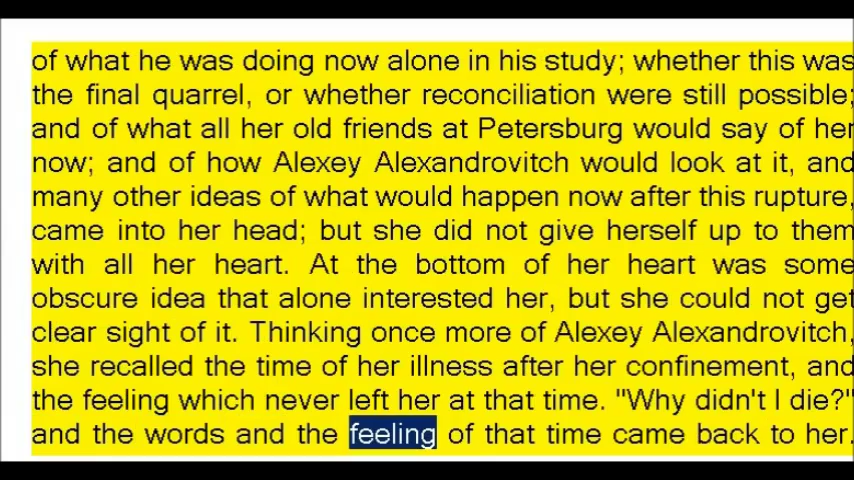 of what he was doing now alone in his study; whether this was
the final quarrel, or whether reconciliation were still possible;
and of what all her old friends at Petersburg would say of her
now; and of how Alexey Alexandrovitch would look at it, and
many other ideas of what would happen now after this rupture,
came into her head; but she did not give herself up to them
with all her heart. At the bottom of her heart was some
obscure idea that alone interested her, but she could not get
clear sight of it. Thinking once more of Alexey Alexandrovitch,
she recalled the time of her illness after her confinement, and
the feeling which never left her at that time. "Why didn't I die?"
and the words and the feeling of that time came back to her.